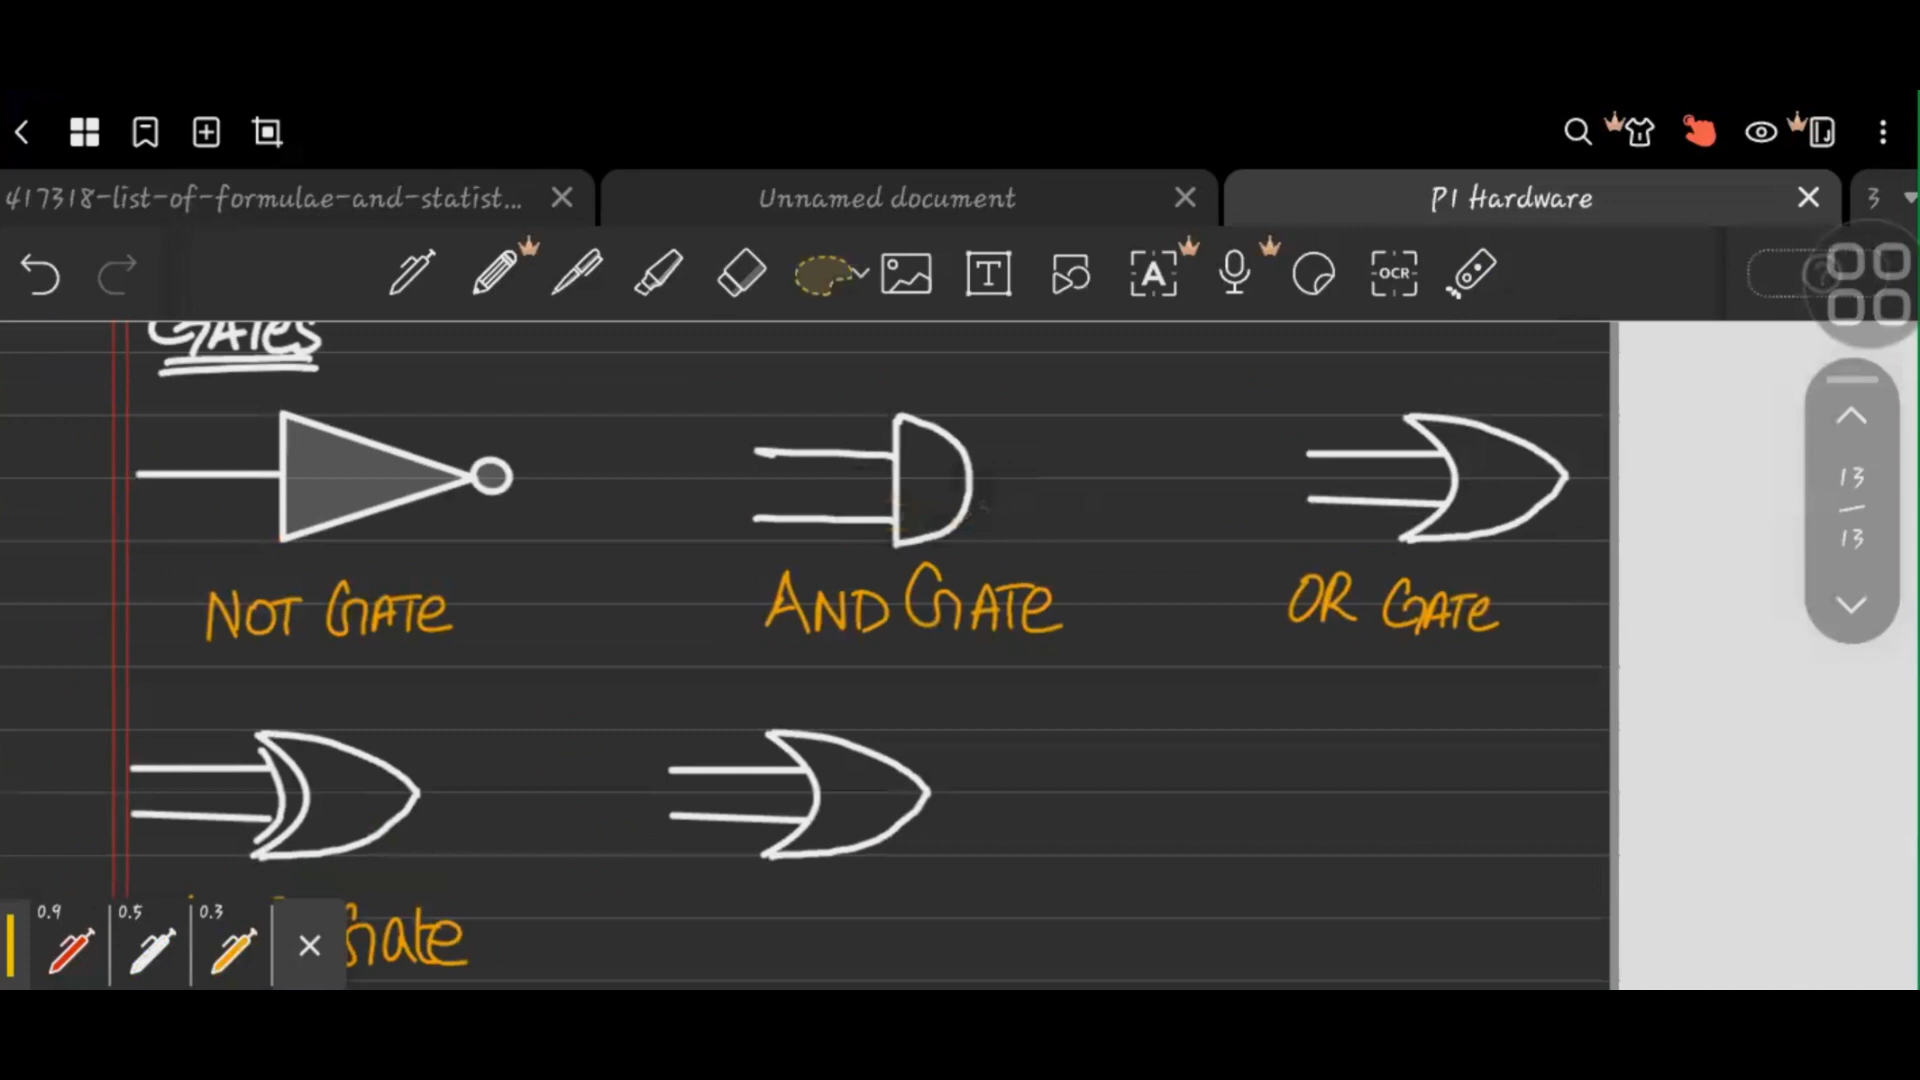 417318-list-of-formulae-and-statist...
Unnamed document
P1 Hardware
3
T
A
OCR
GATES
13
13
NOT GATE
AND GATE
OR GATE
0.9
0.5
0.3
Gate